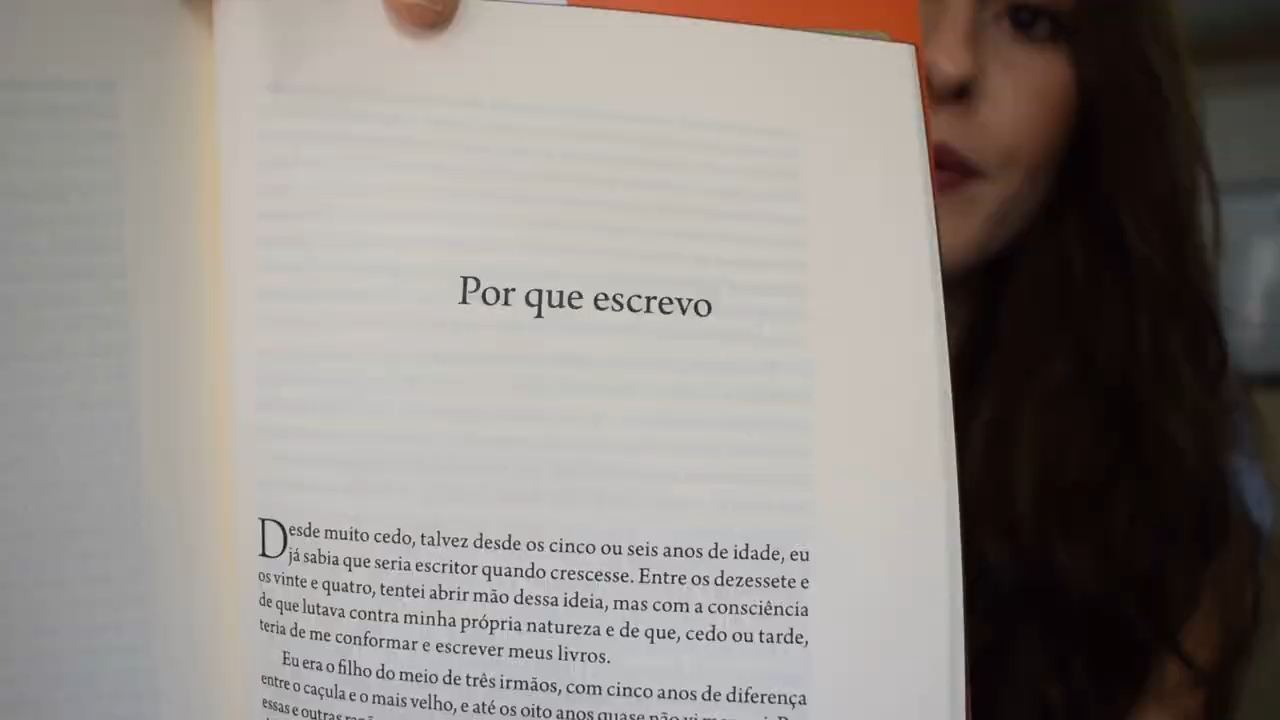 Por que escrevo
Desde muito cedo, talvez desde os cinco ou seis anos de idade, eu
já sabia que seria escritor quando crescesse. Entre os dezessete e
os vinte e quatro, tentei abrir mão dessa ideia, mas com a consciência
de que lutava contra minha própria natureza e de que, cedo ou tarde,
teria de me conformar e escrever meus livros.
Eu era o filho do meio de três irmãos, com cinco anos de diferença
entre o caçula e o mais velho, e até os oito anos quase não vi
essas e outras